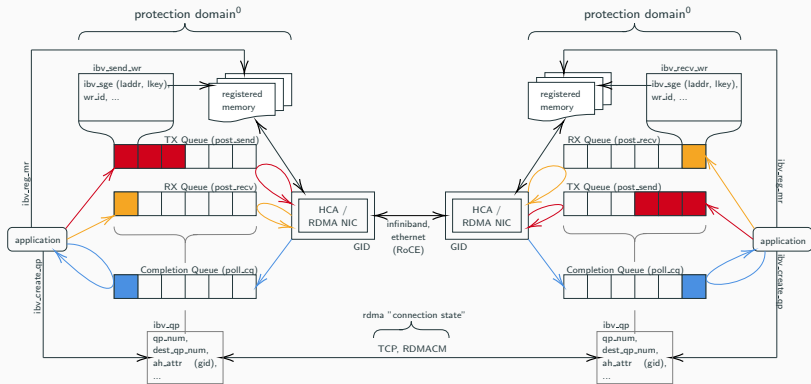 protection domain⁰
protection domain⁰
ibv_send_wr
ibv_sge (laddr, lkey),
wr_id, ...
registered
memory
TX Queue (post_send)
RX Queue (post_recv)
Completion Queue (poll_cq)
ibv_reg_mr
application
ibv_create_qp
HCA /
RDMA NIC
GID
infiniband,
ethernet
(RoCE)
HCA /
RDMA NIC
GID
registered
memory
ibv_recv_wr
ibv_sge (laddr, lkey),
wr_id, ...
RX Queue (post_recv)
TX Queue (post_send)
Completion Queue (poll_cq)
ibv_reg_mr
application
ibv_create_qp
ibv_qp
qp_num,
dest_qp_num,
ah_attr (gid),
...
rdma "connection state"
TCP, RDMACM
ibv_qp
qp_num,
dest_qp_num,
ah_attr (gid),
...